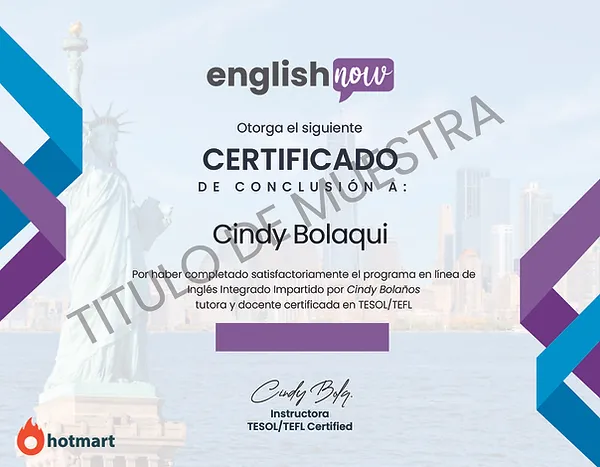 english now
Otorga el siguiente
CERTIFICADO
DE CONCLUSIÓN A:
Cindy Bolaqui
Por haber completado satisfactoriamente el programa en línea de
Inglés Integrado Impartido por Cindy Bolaños
tutora y docente certificada en TESOL/TEFL
TITULO DE MUESTRA
Cindy Bolq.
Instructora
TESOL/TEFL Certified
hotmart